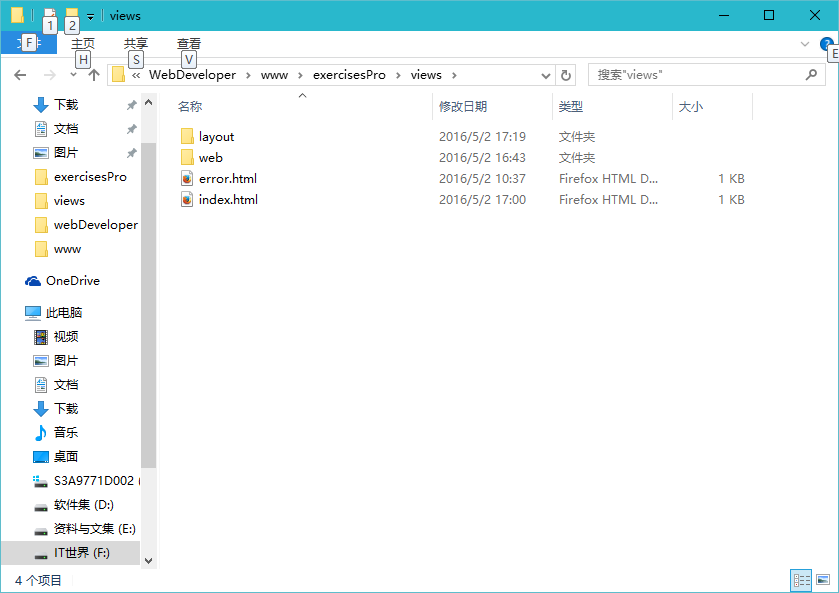 views
1 2
文件 主页 共享 查看
F H S V E
« WebDeveloper › www › exercisesPro › views ›
搜索"views"
名称 修改日期 类型 大小
layout 2016/5/2 17:19 文件夹
web 2016/5/2 16:43 文件夹
error.html 2016/5/2 10:37 Firefox HTML D... 1 KB
index.html 2016/5/2 17:00 Firefox HTML D... 1 KB
下载
文档
图片
exercisesPro
views
webDeveloper
www
OneDrive
此电脑
视频
图片
文档
下载
音乐
桌面
S3A9771D002 (
软件集 (D:)
资料与文集 (E:)
IT世界 (F:)
4 个项目